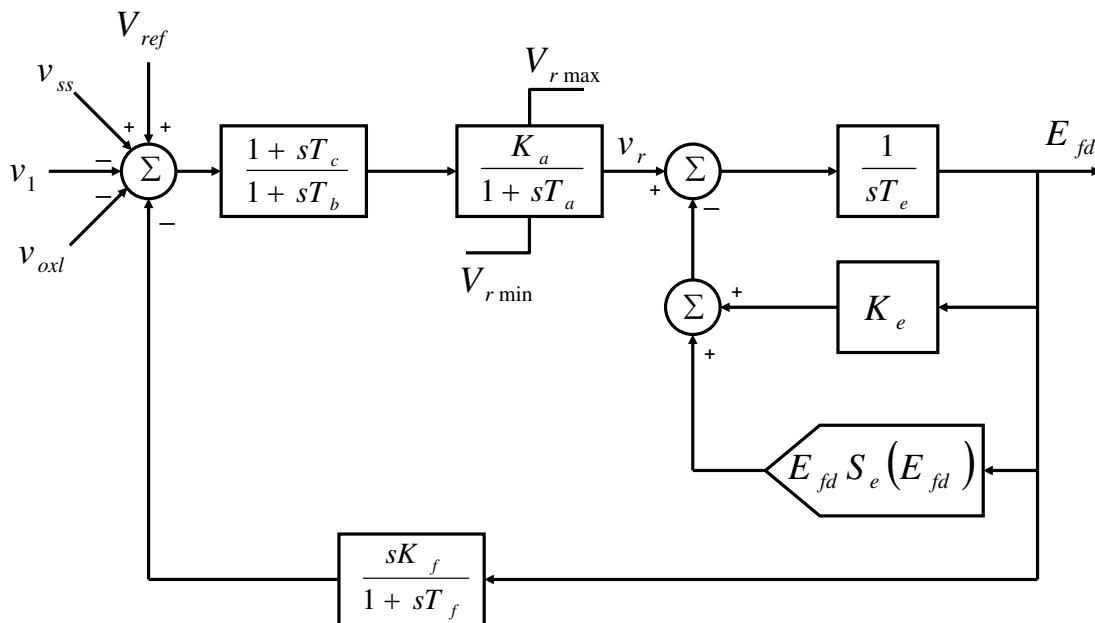 V_ref
v_ss
+
+
v_1
−
Σ
−
−
v_oxl
1 + sT_c
1 + sT_b
V_r max
K_a
1 + sT_a
V_r min
v_r
+
Σ
−
1
sT_e
E_fd
Σ
+
+
K_e
E_fd S_e(E_fd)
sK_f
1 + sT_f